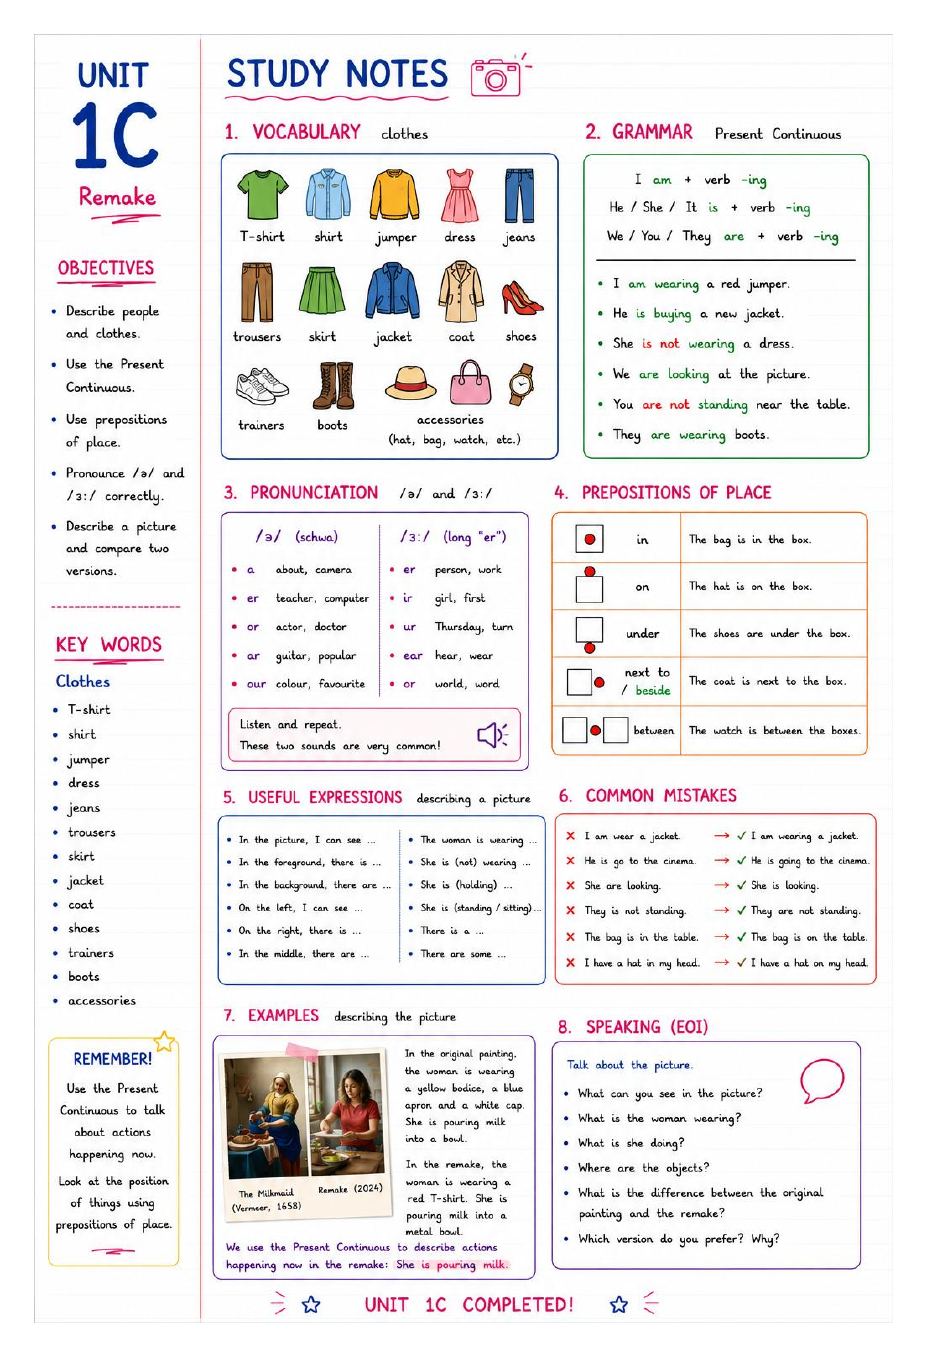 UNIT
1C
Remake
OBJECTIVES
• Describe people
and clothes.
• Use the Present
Continuous.
• Use prepositions
of place.
• Pronounce /ə/ and
/ɜː/ correctly.
• Describe a picture
and compare two
versions.
KEY WORDS
Clothes
• T-shirt
• shirt
• jumper
• dress
• jeans
• trousers
• skirt
• jacket
• coat
• shoes
• trainers
• boots
• accessories
REMEMBER!
Use the Present
Continuous to talk
about actions
happening now.
Look at the position
of things using
prepositions of place.
STUDY NOTES
1. VOCABULARY clothes
T-shirt shirt jumper dress jeans
trousers skirt jacket coat shoes
trainers boots accessories
(hat, bag, watch, etc.)
2. GRAMMAR Present Continuous
I am + verb -ing
He / She / It is + verb -ing
We / You / They are + verb -ing
• I am wearing a red jumper.
• He is buying a new jacket.
• She is not wearing a dress.
• We are looking at the picture.
• You are not standing near the table.
• They are wearing boots.
3. PRONUNCIATION /ə/ and /ɜː/
/ə/ (schwa)
• a about, camera
• er teacher, computer
• or actor, doctor
• ar guitar, popular
• our colour, favourite
/ɜː/ (long "er")
• er person, work
• ir girl, first
• ur Thursday, turn
• ear hear, wear
• or world, word
Listen and repeat.
These two sounds are very common!
4. PREPOSITIONS OF PLACE
in The bag is in the box.
on The hat is on the box.
under The shoes are under the box.
next to
/ beside The coat is next to the box.
between The watch is between the boxes.
5. USEFUL EXPRESSIONS describing a picture
• In the picture, I can see ...
• In the foreground, there is ...
• In the background, there are ...
• On the left, I can see ...
• On the right, there is ...
• In the middle, there are ...
• The woman is wearing ...
• She is (not) wearing ...
• She is (holding) ...
• She is (standing / sitting)...
• There is a ...
• There are some ...
6. COMMON MISTAKES
✗ I am wear a jacket. → ✓ I am wearing a jacket.
✗ He is go to the cinema. → ✓ He is going to the cinema.
✗ She are looking. → ✓ She is looking.
✗ They is not standing. → ✓ They are not standing.
✗ The bag is in the table. → ✓ The bag is on the table.
✗ I have a hat in my head. → ✓ I have a hat on my head.
7. EXAMPLES describing the picture
The Milkmaid
(Vermeer, 1658)
Remake (2024)
In the original painting,
the woman is wearing
a yellow bodice, a blue
apron and a white cap.
She is pouring milk
into a bowl.
In the remake, the
woman is wearing a
red T-shirt. She is
pouring milk into a
metal bowl.
We use the Present Continuous to describe actions
happening now in the remake: She is pouring milk.
8. SPEAKING (EOI)
Talk about the picture.
• What can you see in the picture?
• What is the woman wearing?
• What is she doing?
• Where are the objects?
• What is the difference between the original
painting and the remake?
• Which version do you prefer? Why?
UNIT 1C COMPLETED!